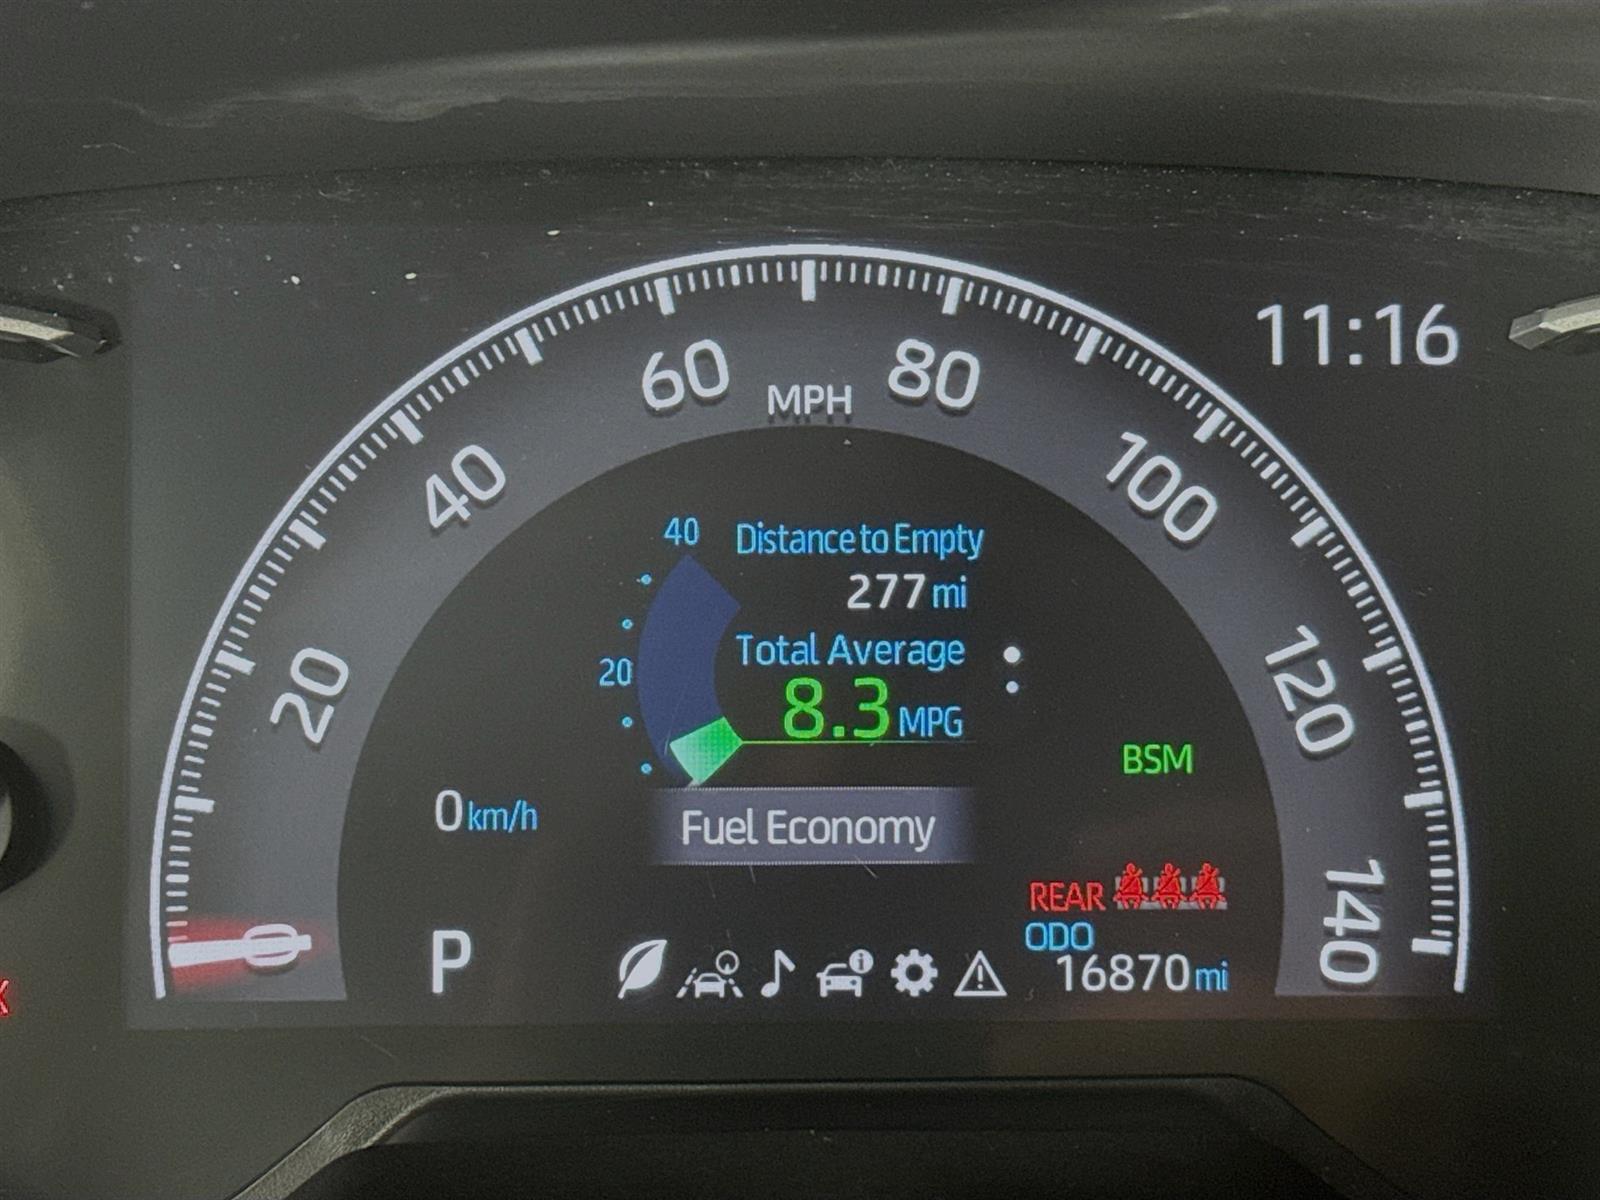 11:16
60
MPH
80
40
100
40
Distance to Empty
277 mi
20
Total Average
120
20
8.3 MPG
BSM
0 km/h
Fuel Economy
REAR
140
0
P
ODO
16870 mi